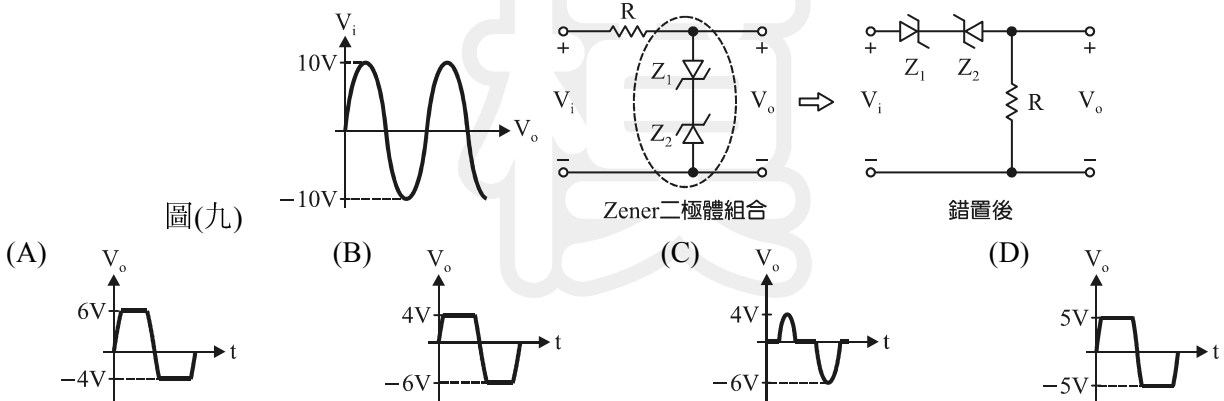 V_i
10V
V_o
−10V
圖(九)
R
+
+
Z_1
V_i
V_o
Z_2
−
−
Zener二極體組合
+
+
Z_1
Z_2
V_i
R
V_o
−
−
錯置後
(A)
V_o
6V
t
−4V
(B)
V_o
4V
t
−6V
(C)
V_o
4V
t
−6V
(D)
V_o
5V
t
−5V